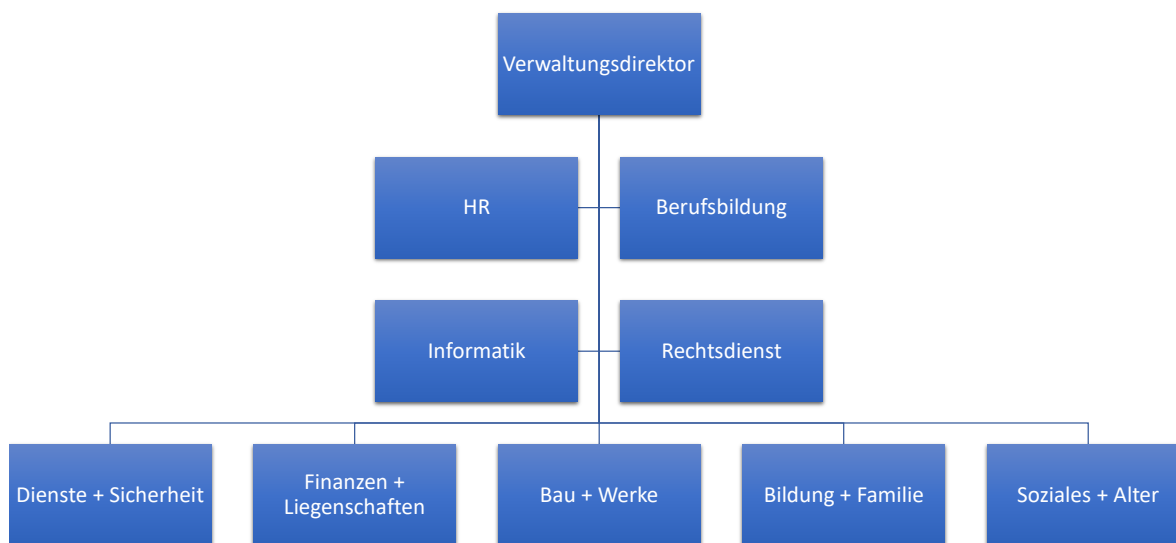 Verwaltungsdirektor
HR
Berufsbildung
Informatik
Rechtsdienst
Dienste + Sicherheit
Finanzen +
Liegenschaften
Bau + Werke
Bildung + Familie
Soziales + Alter